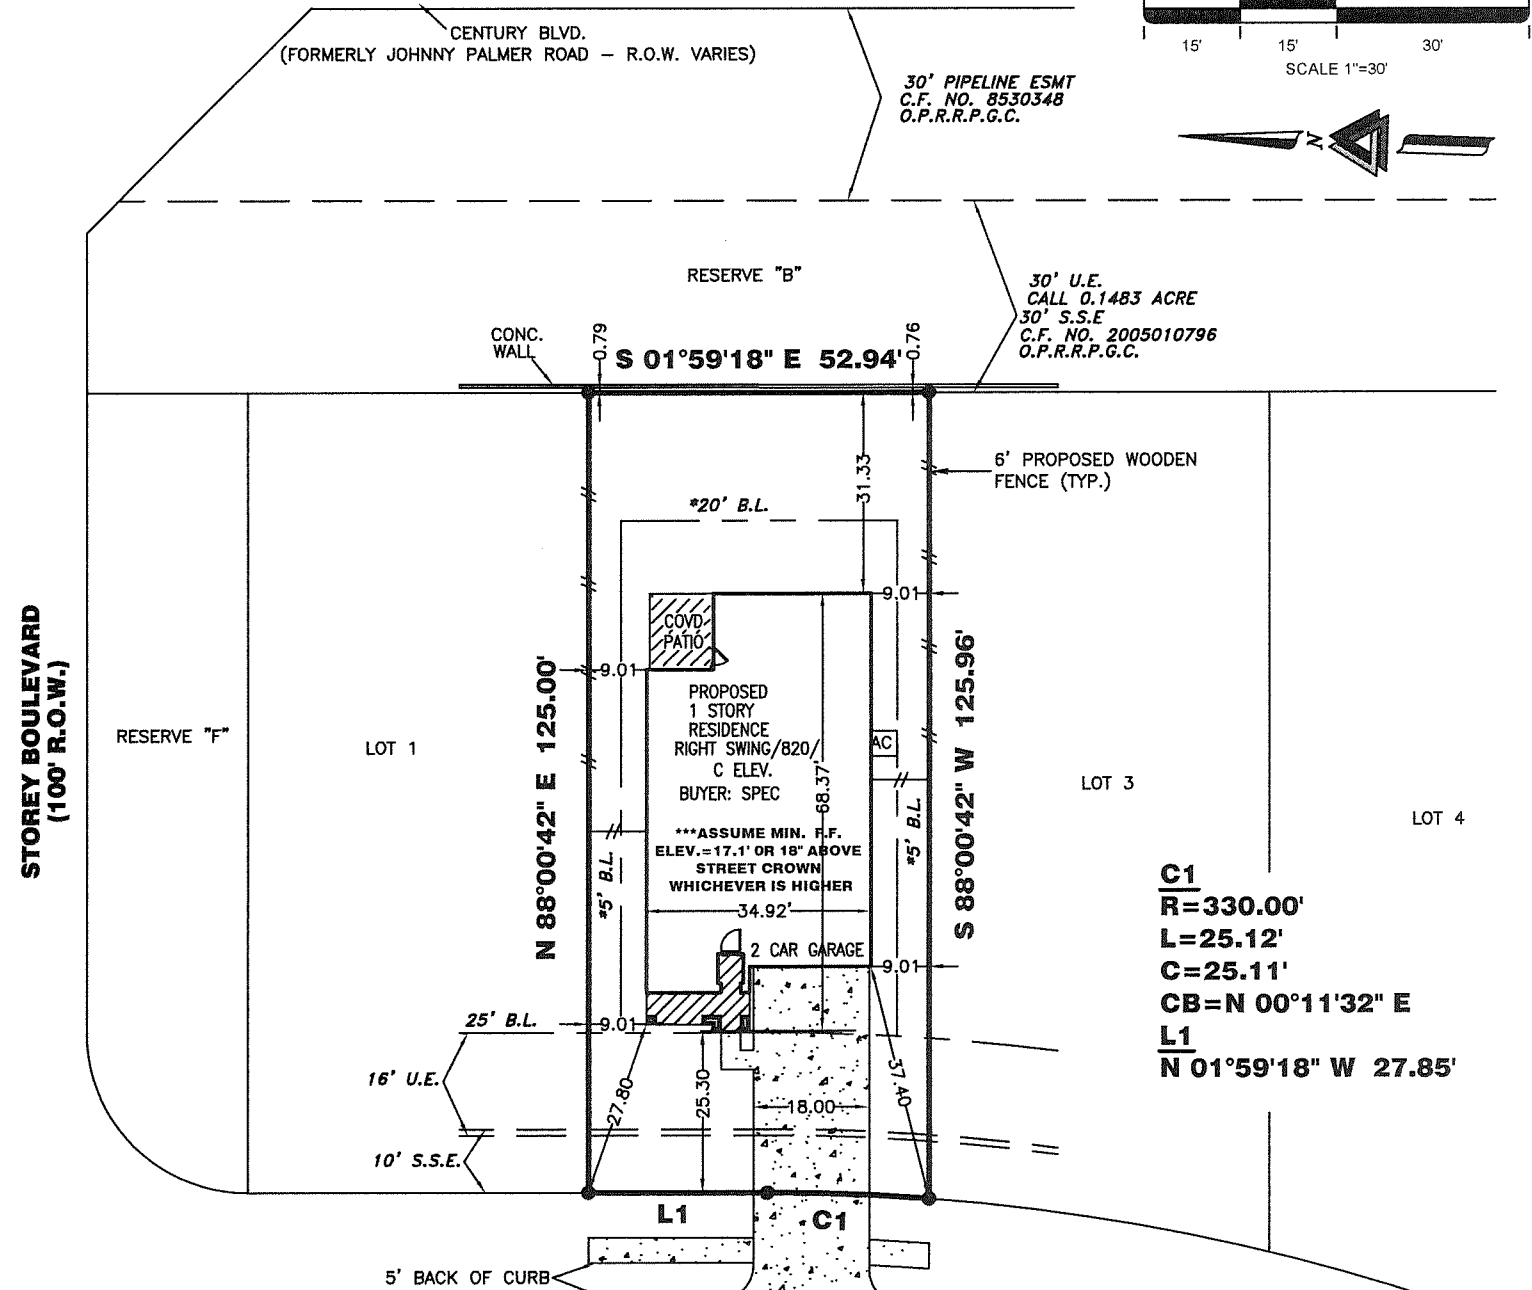 CENTURY BLVD.
(FORMERLY JOHNNY PALMER ROAD – R.O.W. VARIES)
15'
15'
30'
SCALE 1"=30'
30' PIPELINE ESMT
C.F. NO. 8530348
O.P.R.R.P.G.C.
N
RESERVE "B"
30' U.E.
CALL 0.1483 ACRE
30' S.S.E
C.F. NO. 2005010796
O.P.R.R.P.G.C.
CONC.
WALL
0.79
S 01°59'18" E 52.94'
0.76
31.33
6' PROPOSED WOODEN
FENCE (TYP.)
*20' B.L.
9.01
COVD
PATIO
9.01
STOREY BOULEVARD
(100' R.O.W.)
RESERVE "F"
LOT 1
N 88°00'42" E 125.00'
PROPOSED
1 STORY
RESIDENCE
RIGHT SWING/820/
C ELEV.
BUYER: SPEC
68.37'
AC
S 88°00'42" W 125.96'
LOT 3
LOT 4
***ASSUME MIN. F.F.
ELEV.=17.1' OR 18" ABOVE
STREET CROWN
WHICHEVER IS HIGHER
*5' B.L.
*5' B.L.
34.92'
2 CAR GARAGE
9.01
C1
R=330.00'
L=25.12'
C=25.11'
CB=N 00°11'32" E
L1
N 01°59'18" W 27.85'
25' B.L.
9.01
16' U.E.
27.80
25.30
18.00
37.40
10' S.S.E.
L1
C1
5' BACK OF CURB